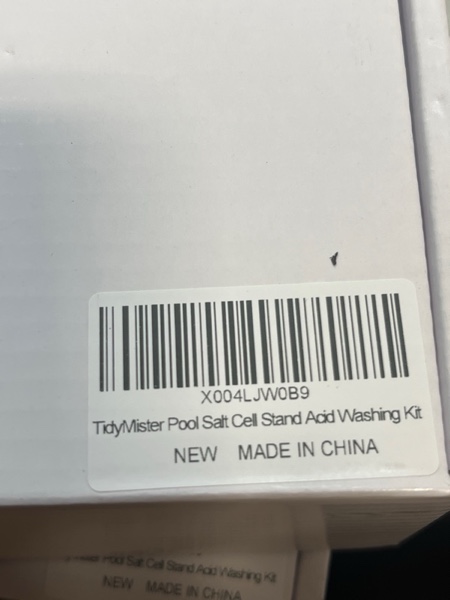 X004LJW0B9
TidyMister Pool Salt Cell Stand Acid Washing Kit
NEW MADE IN CHINA
Mister Pool Salt Cell Stand Acid Washing Kit
NEW MADE IN CHINA